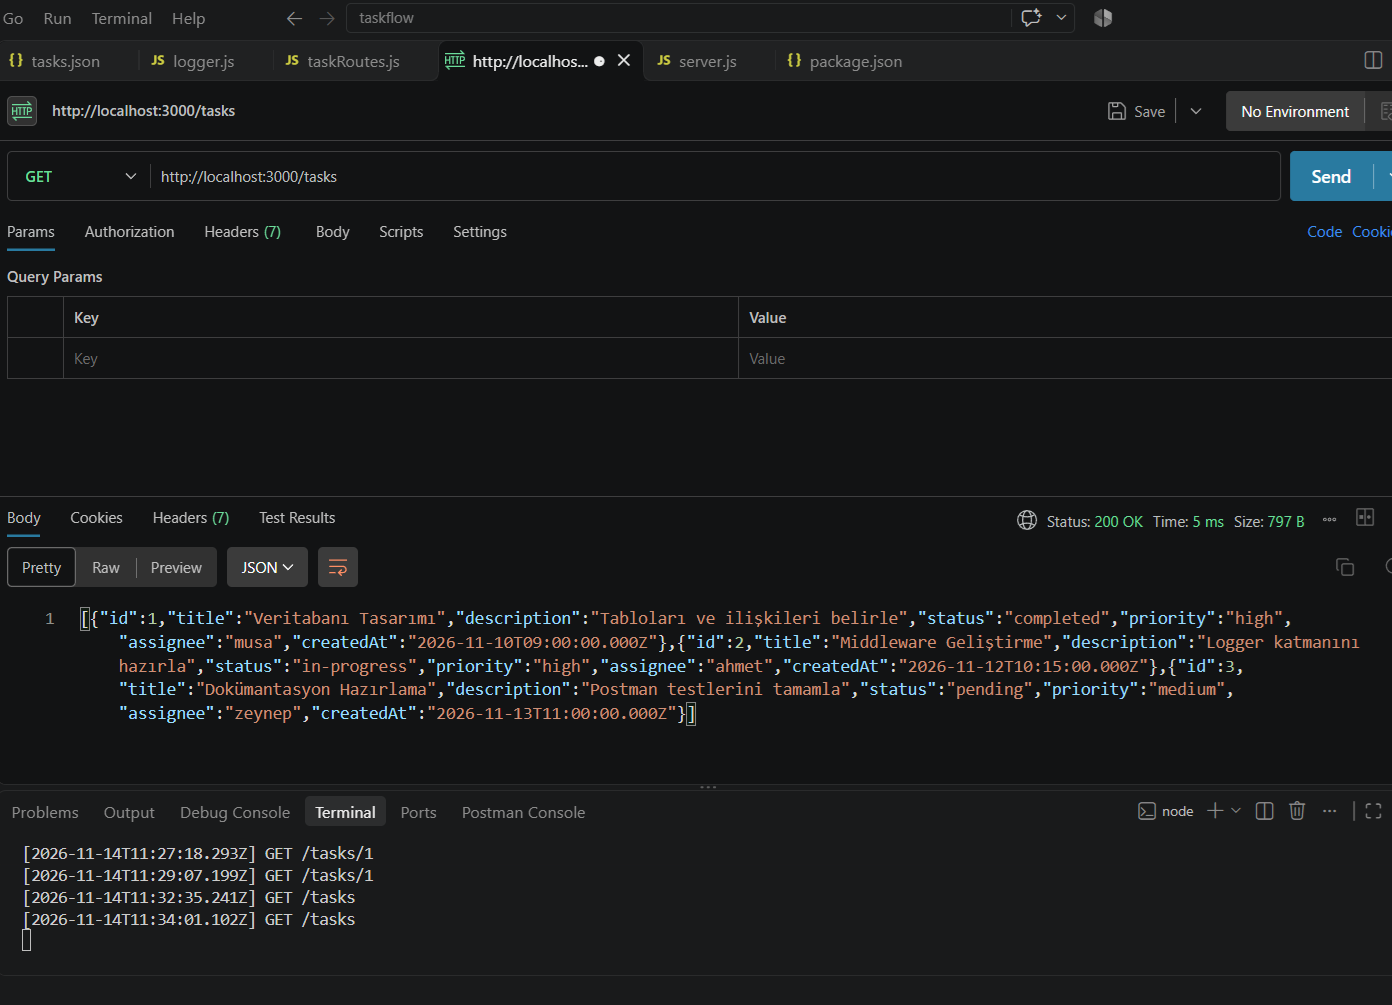 Go Run Terminal Help taskflow
{} tasks.json JS logger.js JS taskRoutes.js HTTP http://localhos... JS server.js {} package.json
HTTP http://localhost:3000/tasks Save No Environment
GET http://localhost:3000/tasks Send
Params Authorization Headers (7) Body Scripts Settings Code Cookie
Query Params
Key Value
Key Value
Body Cookies Headers (7) Test Results Status: 200 OK Time: 5 ms Size: 797 B
Pretty Raw Preview JSON
1 [{"id":1,"title":"Veritabanı Tasarımı","description":"Tabloları ve ilişkileri belirle","status":"completed","priority":"high",
"assignee":"musa","createdAt":"2026-11-10T09:00:00.000Z"},{"id":2,"title":"Middleware Geliştirme","description":"Logger katmanını
hazırla","status":"in-progress","priority":"high","assignee":"ahmet","createdAt":"2026-11-12T10:15:00.000Z"},{"id":3,
"title":"Dokümantasyon Hazırlama","description":"Postman testlerini tamamla","status":"pending","priority":"medium",
"assignee":"zeynep","createdAt":"2026-11-13T11:00:00.000Z"}]
Problems Output Debug Console Terminal Ports Postman Console node
[2026-11-14T11:27:18.293Z] GET /tasks/1
[2026-11-14T11:29:07.199Z] GET /tasks/1
[2026-11-14T11:32:35.241Z] GET /tasks
[2026-11-14T11:34:01.102Z] GET /tasks